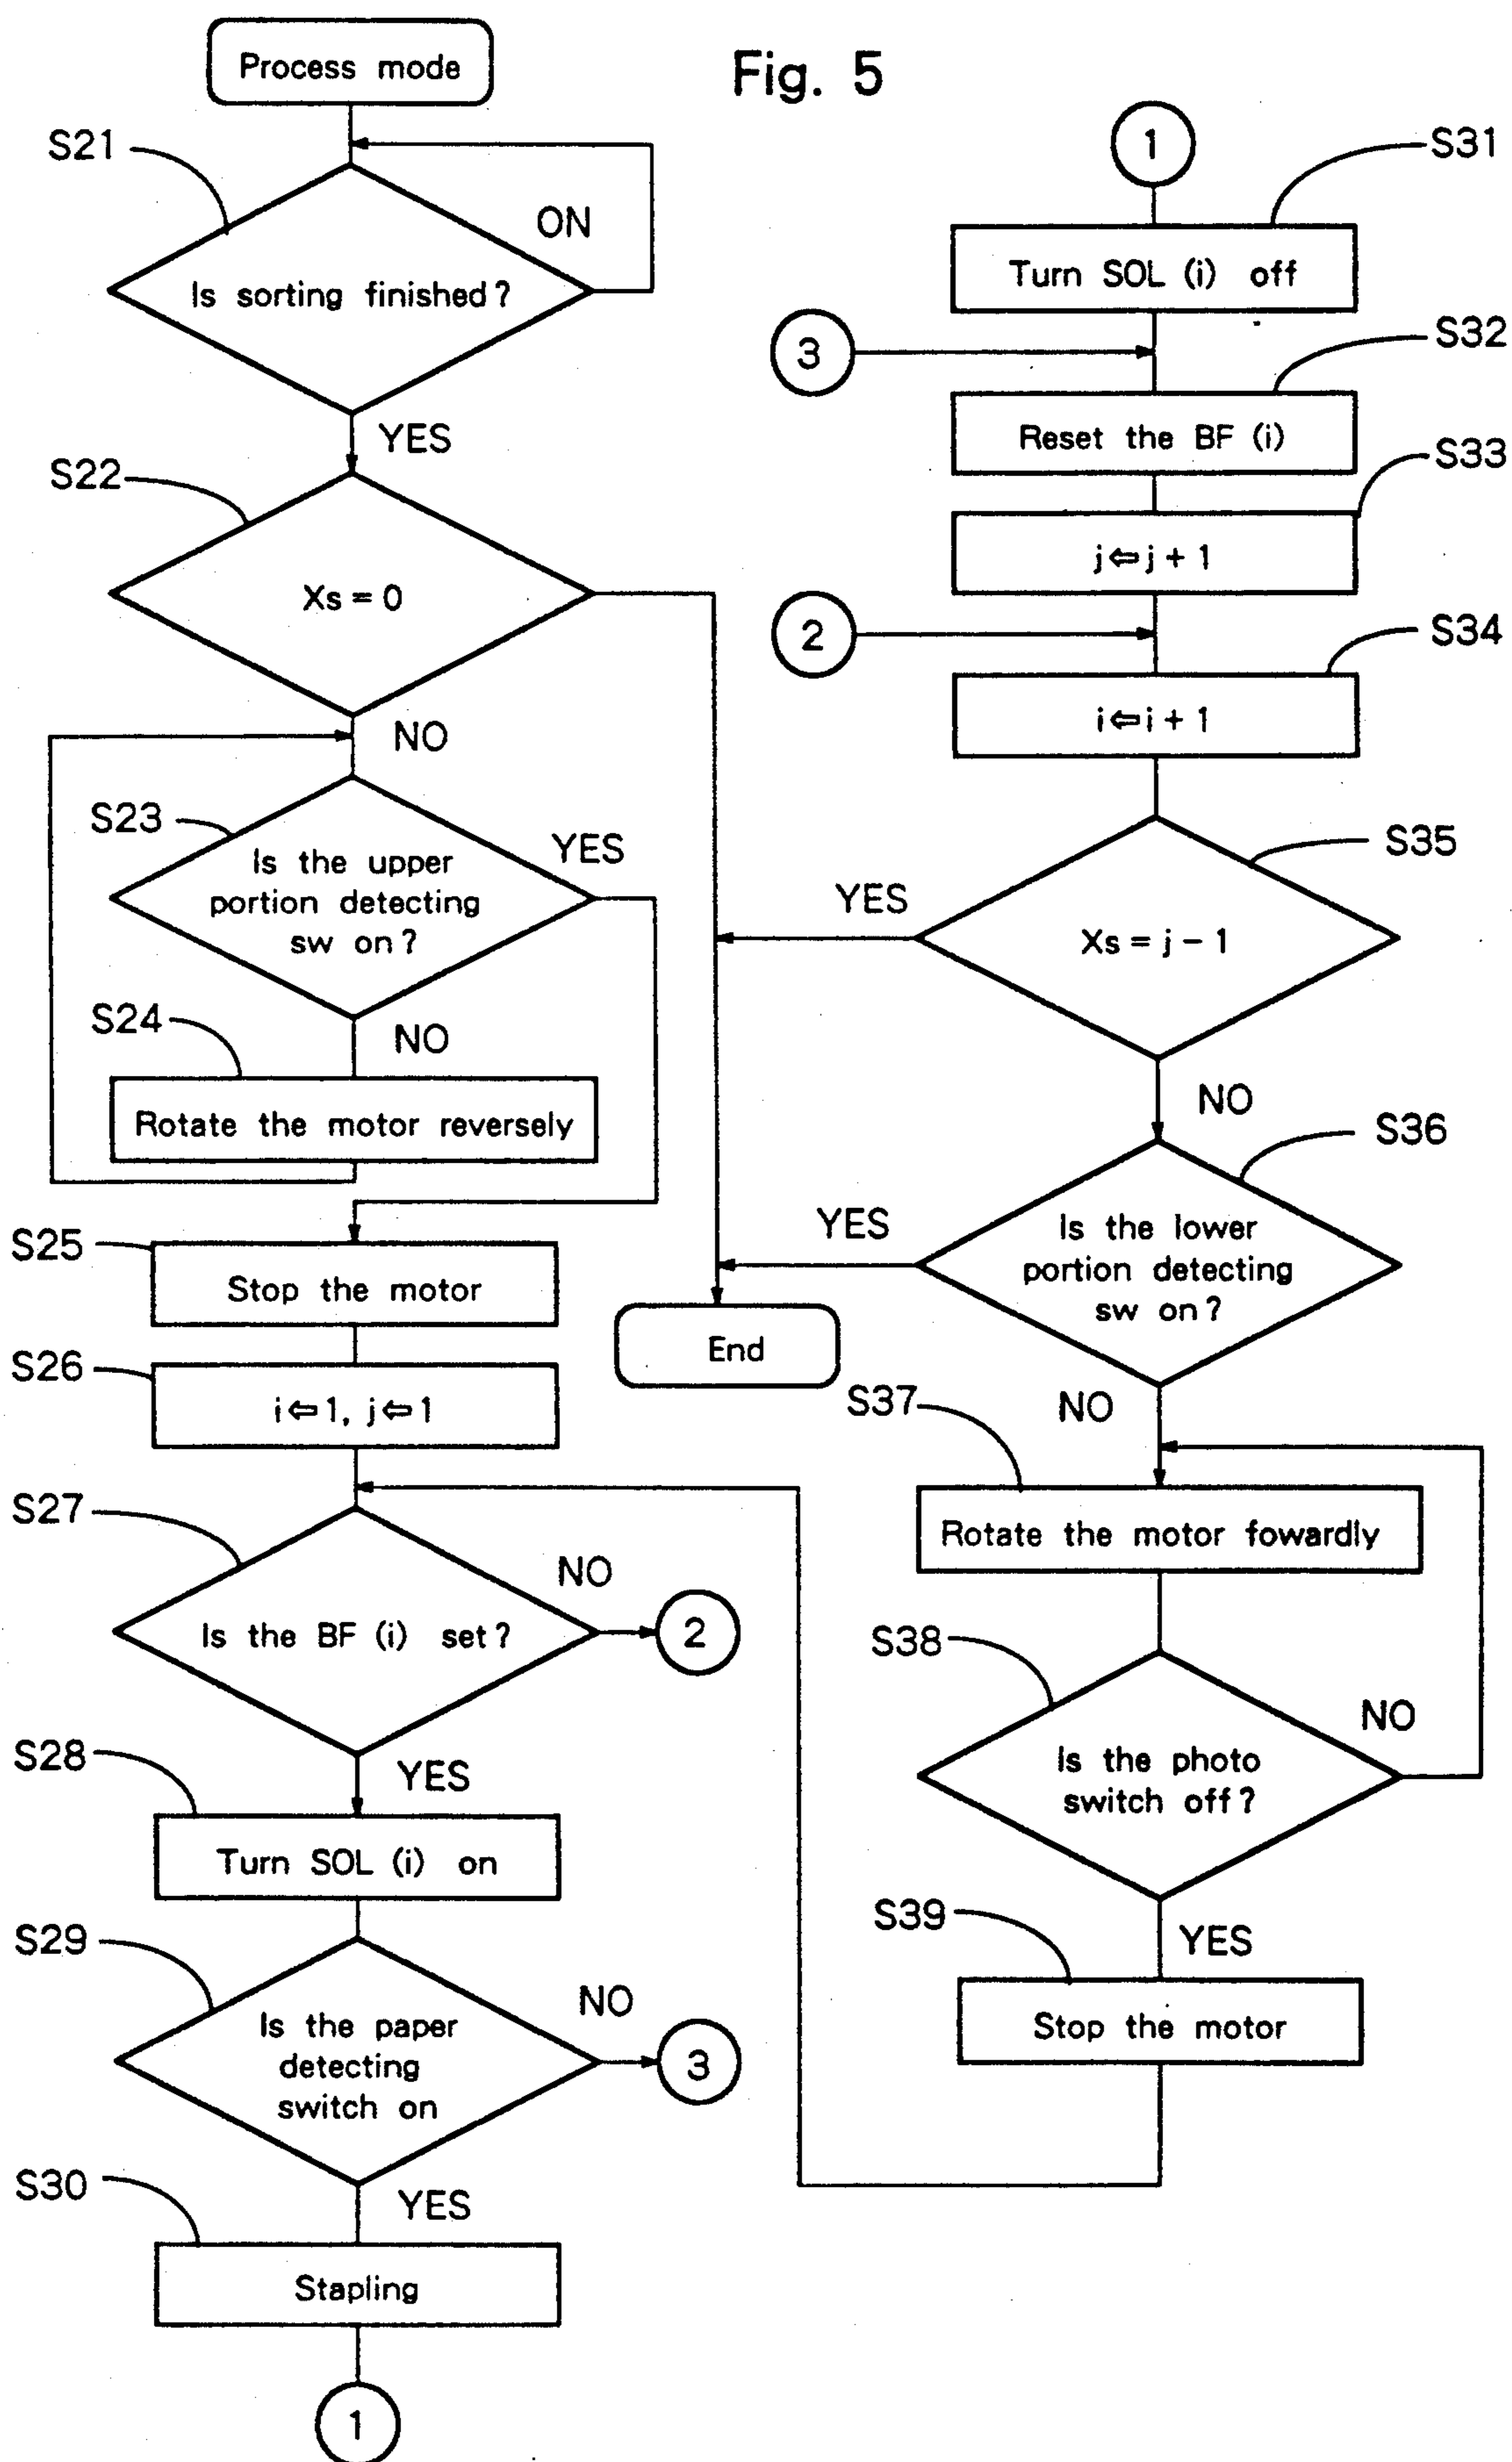 Fig. 5
Process mode
S21
ON
Is sorting finished?
YES
S22
Xs = 0
NO
S23
YES
Is the upper
portion detecting
sw on?
S24
NO
Rotate the motor reversely
S25
Stop the motor
S26
i⇦1, j⇦1
S27
NO
Is the BF (i) set?
2
S28
YES
Turn SOL (i) on
S29
NO
Is the paper
detecting
switch on
3
S30
YES
Stapling
1
1
S31
Turn SOL (i) off
3
S32
Reset the BF (i)
S33
j⇦j + 1
2
S34
i⇦i + 1
S35
YES
Xs = j - 1
NO
S36
YES
Is the lower
portion detecting
sw on?
End
S37
NO
Rotate the motor fowardly
S38
NO
Is the photo
switch off?
S39
YES
Stop the motor